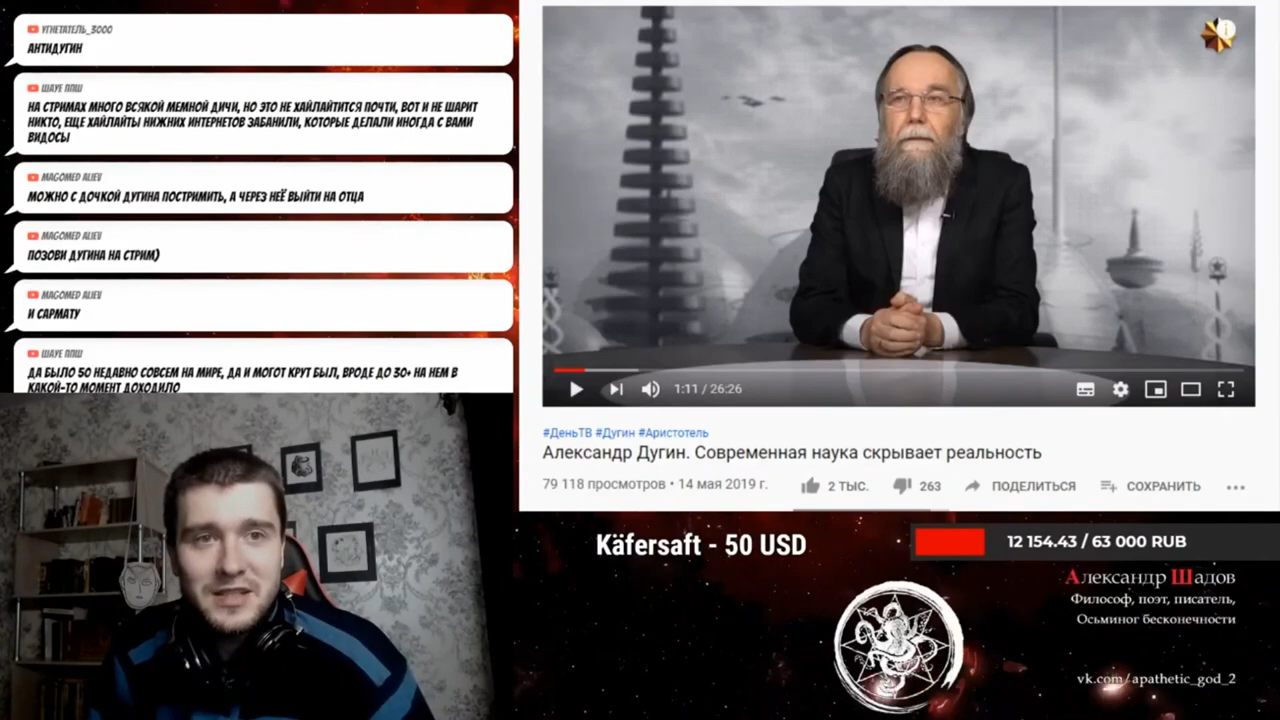 УГНЕТАТЕЛЬ_3000
АНТИДУГИН
ШАУЕ ППШ
НА СТРИМАХ МНОГО ВСЯКОЙ МЕМНОЙ ДИЧИ, НО ЭТО НЕ ХАЙЛАЙТИТСЯ ПОЧТИ, ВОТ И НЕ ШАРИТ
НИКТО, ЕЩЕ ХАЙЛАЙТЫ НИЖНИХ ИНТЕРНЕТОВ ЗАБАНИЛИ, КОТОРЫЕ ДЕЛАЛИ ИНОГДА С ВАМИ
ВИДОСЫ
MAGOMED ALIEV
МОЖНО С ДОЧКОЙ ДУГИНА ПОСТРИМИТЬ, А ЧЕРЕЗ НЕЁ ВЫЙТИ НА ОТЦА
MAGOMED ALIEV
ПОЗОВИ ДУГИНА НА СТРИМ)
MAGOMED ALIEV
И САРМАТУ
ШАУЕ ППШ
ДА БЫЛО 50 НЕДАВНО СОВСЕМ НА МИРЕ, ДА И МОГОТ КРУТ БЫЛ, ВРОДЕ ДО 30+ НА НЕМ В
КАКОЙ-ТО МОМЕНТ ДОХОДИЛО
1:11 / 26:26
#ДеньТВ #Дугин #Аристотель
Александр Дугин. Современная наука скрывает реальность
79 118 просмотров • 14 мая 2019 г.
2 ТЫС.
263
ПОДЕЛИТЬСЯ
СОХРАНИТЬ
Käfersaft - 50 USD
12 154.43 / 63 000 RUB
Александр Шадов
Философ, поэт, писатель,
Осьминог бесконечности
vk.com/apathetic_god_2